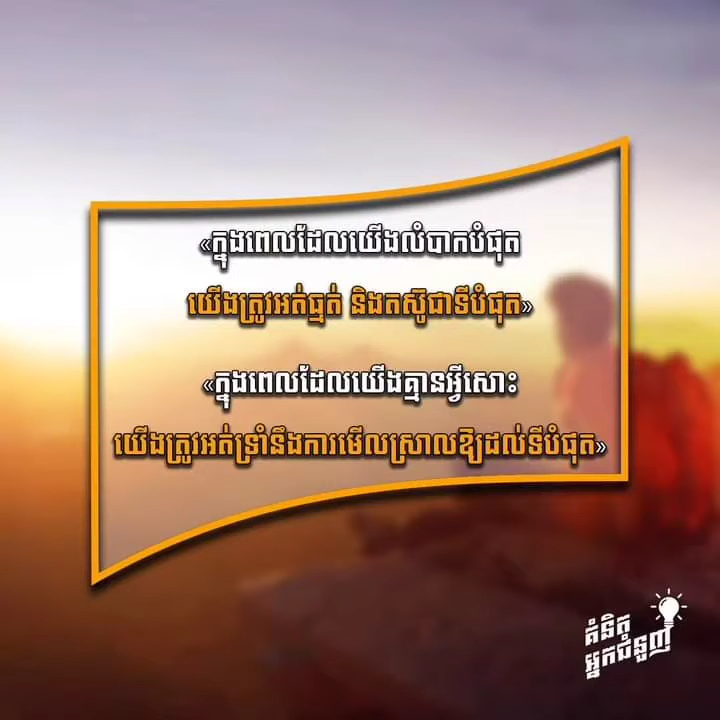 «ក្នុងពេលដែលយើងលំបាកបំផុត
យើងត្រូវអត់ធ្មត់ និងតស៊ូជាទីបំផុត»
«ក្នុងពេលដែលយើងគ្មានអ្វីសោះ
យើងត្រូវអត់ទ្រាំនឹងការមើលស្រាលឱ្យដល់ទីបំផុត»
គំនិត
អ្នកជំនួញ